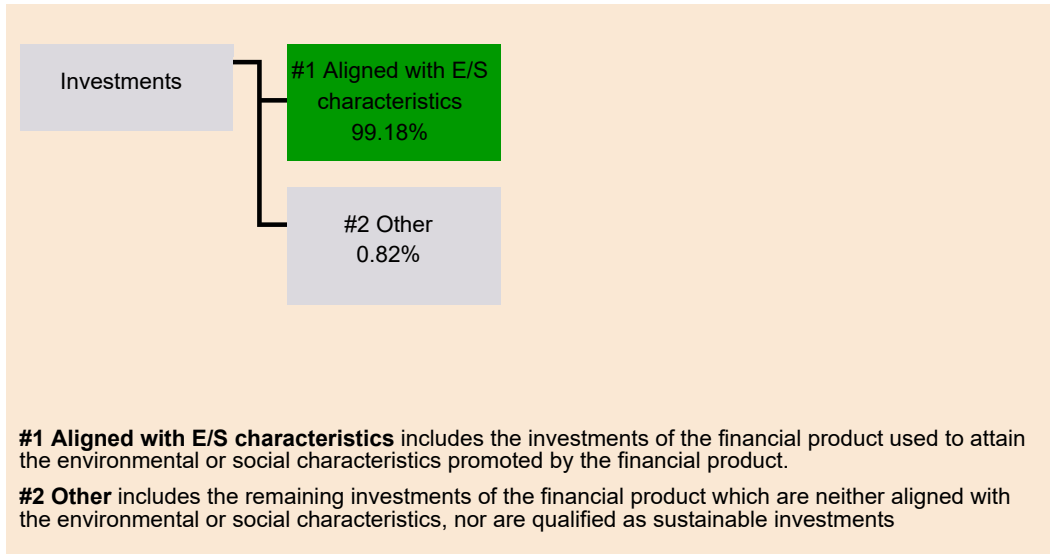 Investments
#1 Aligned with E/S
characteristics
99.18%
#2 Other
0.82%
#1 Aligned with E/S characteristics includes the investments of the financial product used to attain
the environmental or social characteristics promoted by the financial product.
#2 Other includes the remaining investments of the financial product which are neither aligned with
the environmental or social characteristics, nor are qualified as sustainable investments